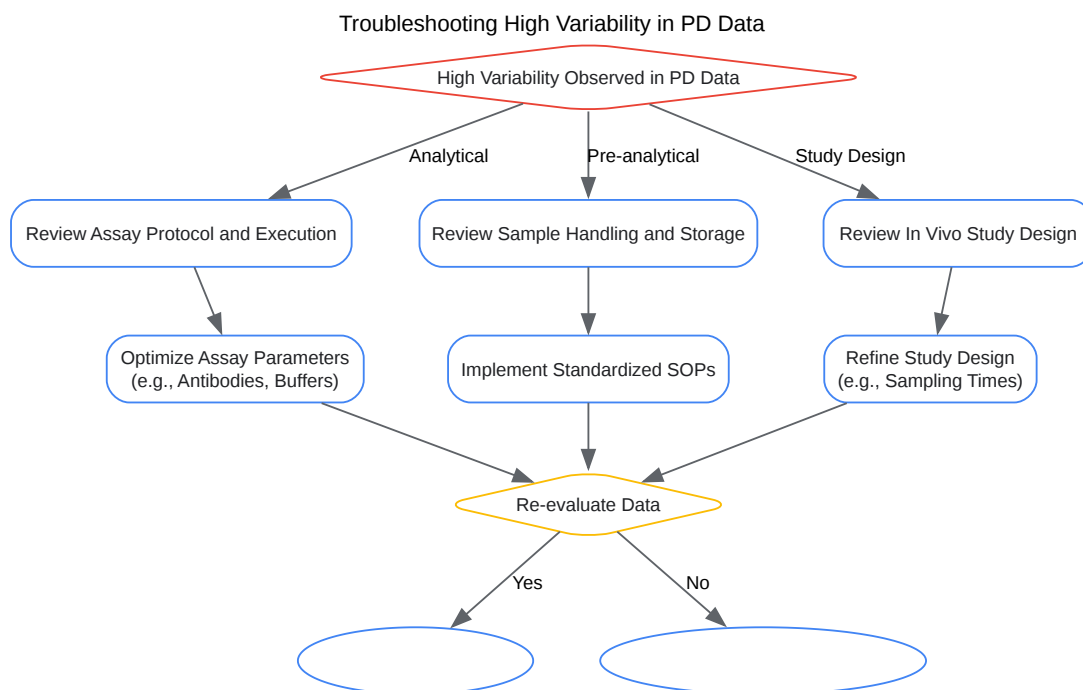 Troubleshooting High Variability in PD Data
High Variability Observed in PD Data
Analytical
Pre-analytical
Study Design
Review Assay Protocol and Execution
Review Sample Handling and Storage
Review In Vivo Study Design
Optimize Assay Parameters
(e.g., Antibodies, Buffers)
Implement Standardized SOPs
Refine Study Design
(e.g., Sampling Times)
Re-evaluate Data
Yes
No